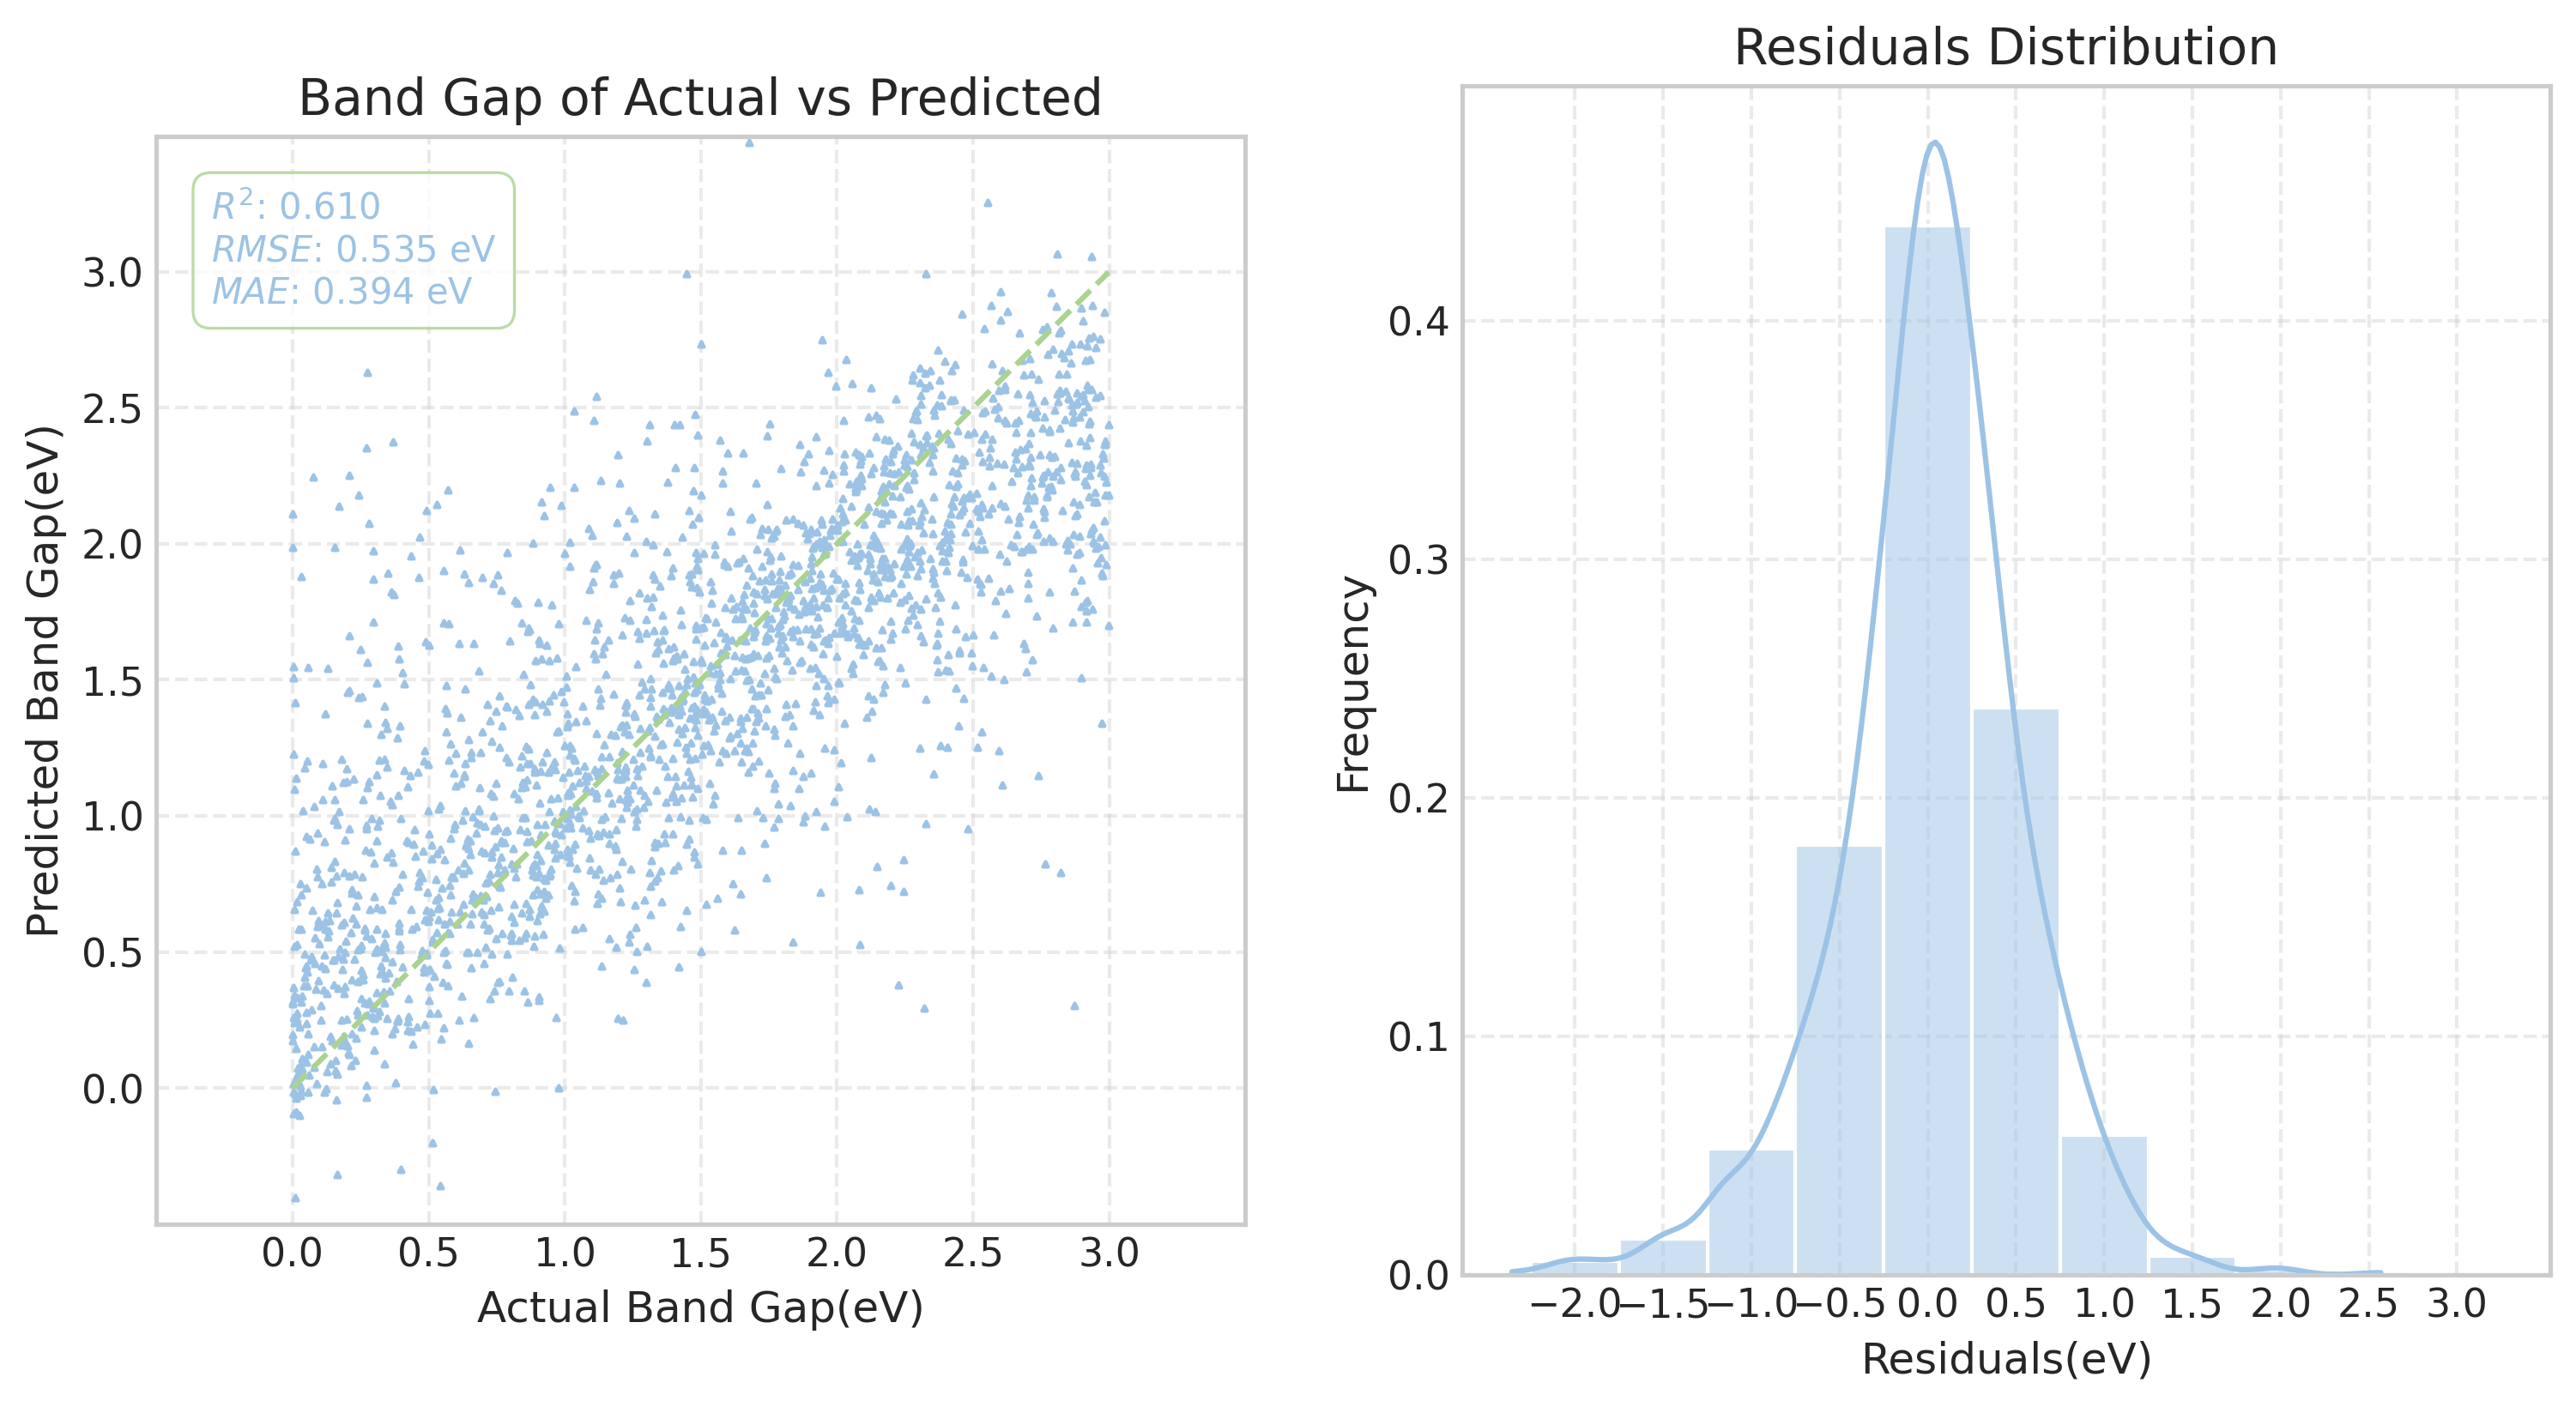 Band Gap of Actual vs Predicted
R²: 0.610
RMSE: 0.535 eV
MAE: 0.394 eV
Predicted Band Gap(eV)
3.0
2.5
2.0
1.5
1.0
0.5
0.0
0.0 0.5 1.0 1.5 2.0 2.5 3.0
Actual Band Gap(eV)
Residuals Distribution
Frequency
0.4
0.3
0.2
0.1
0.0
−2.0 −1.5 −1.0 −0.5 0.0 0.5 1.0 1.5 2.0 2.5 3.0
Residuals(eV)